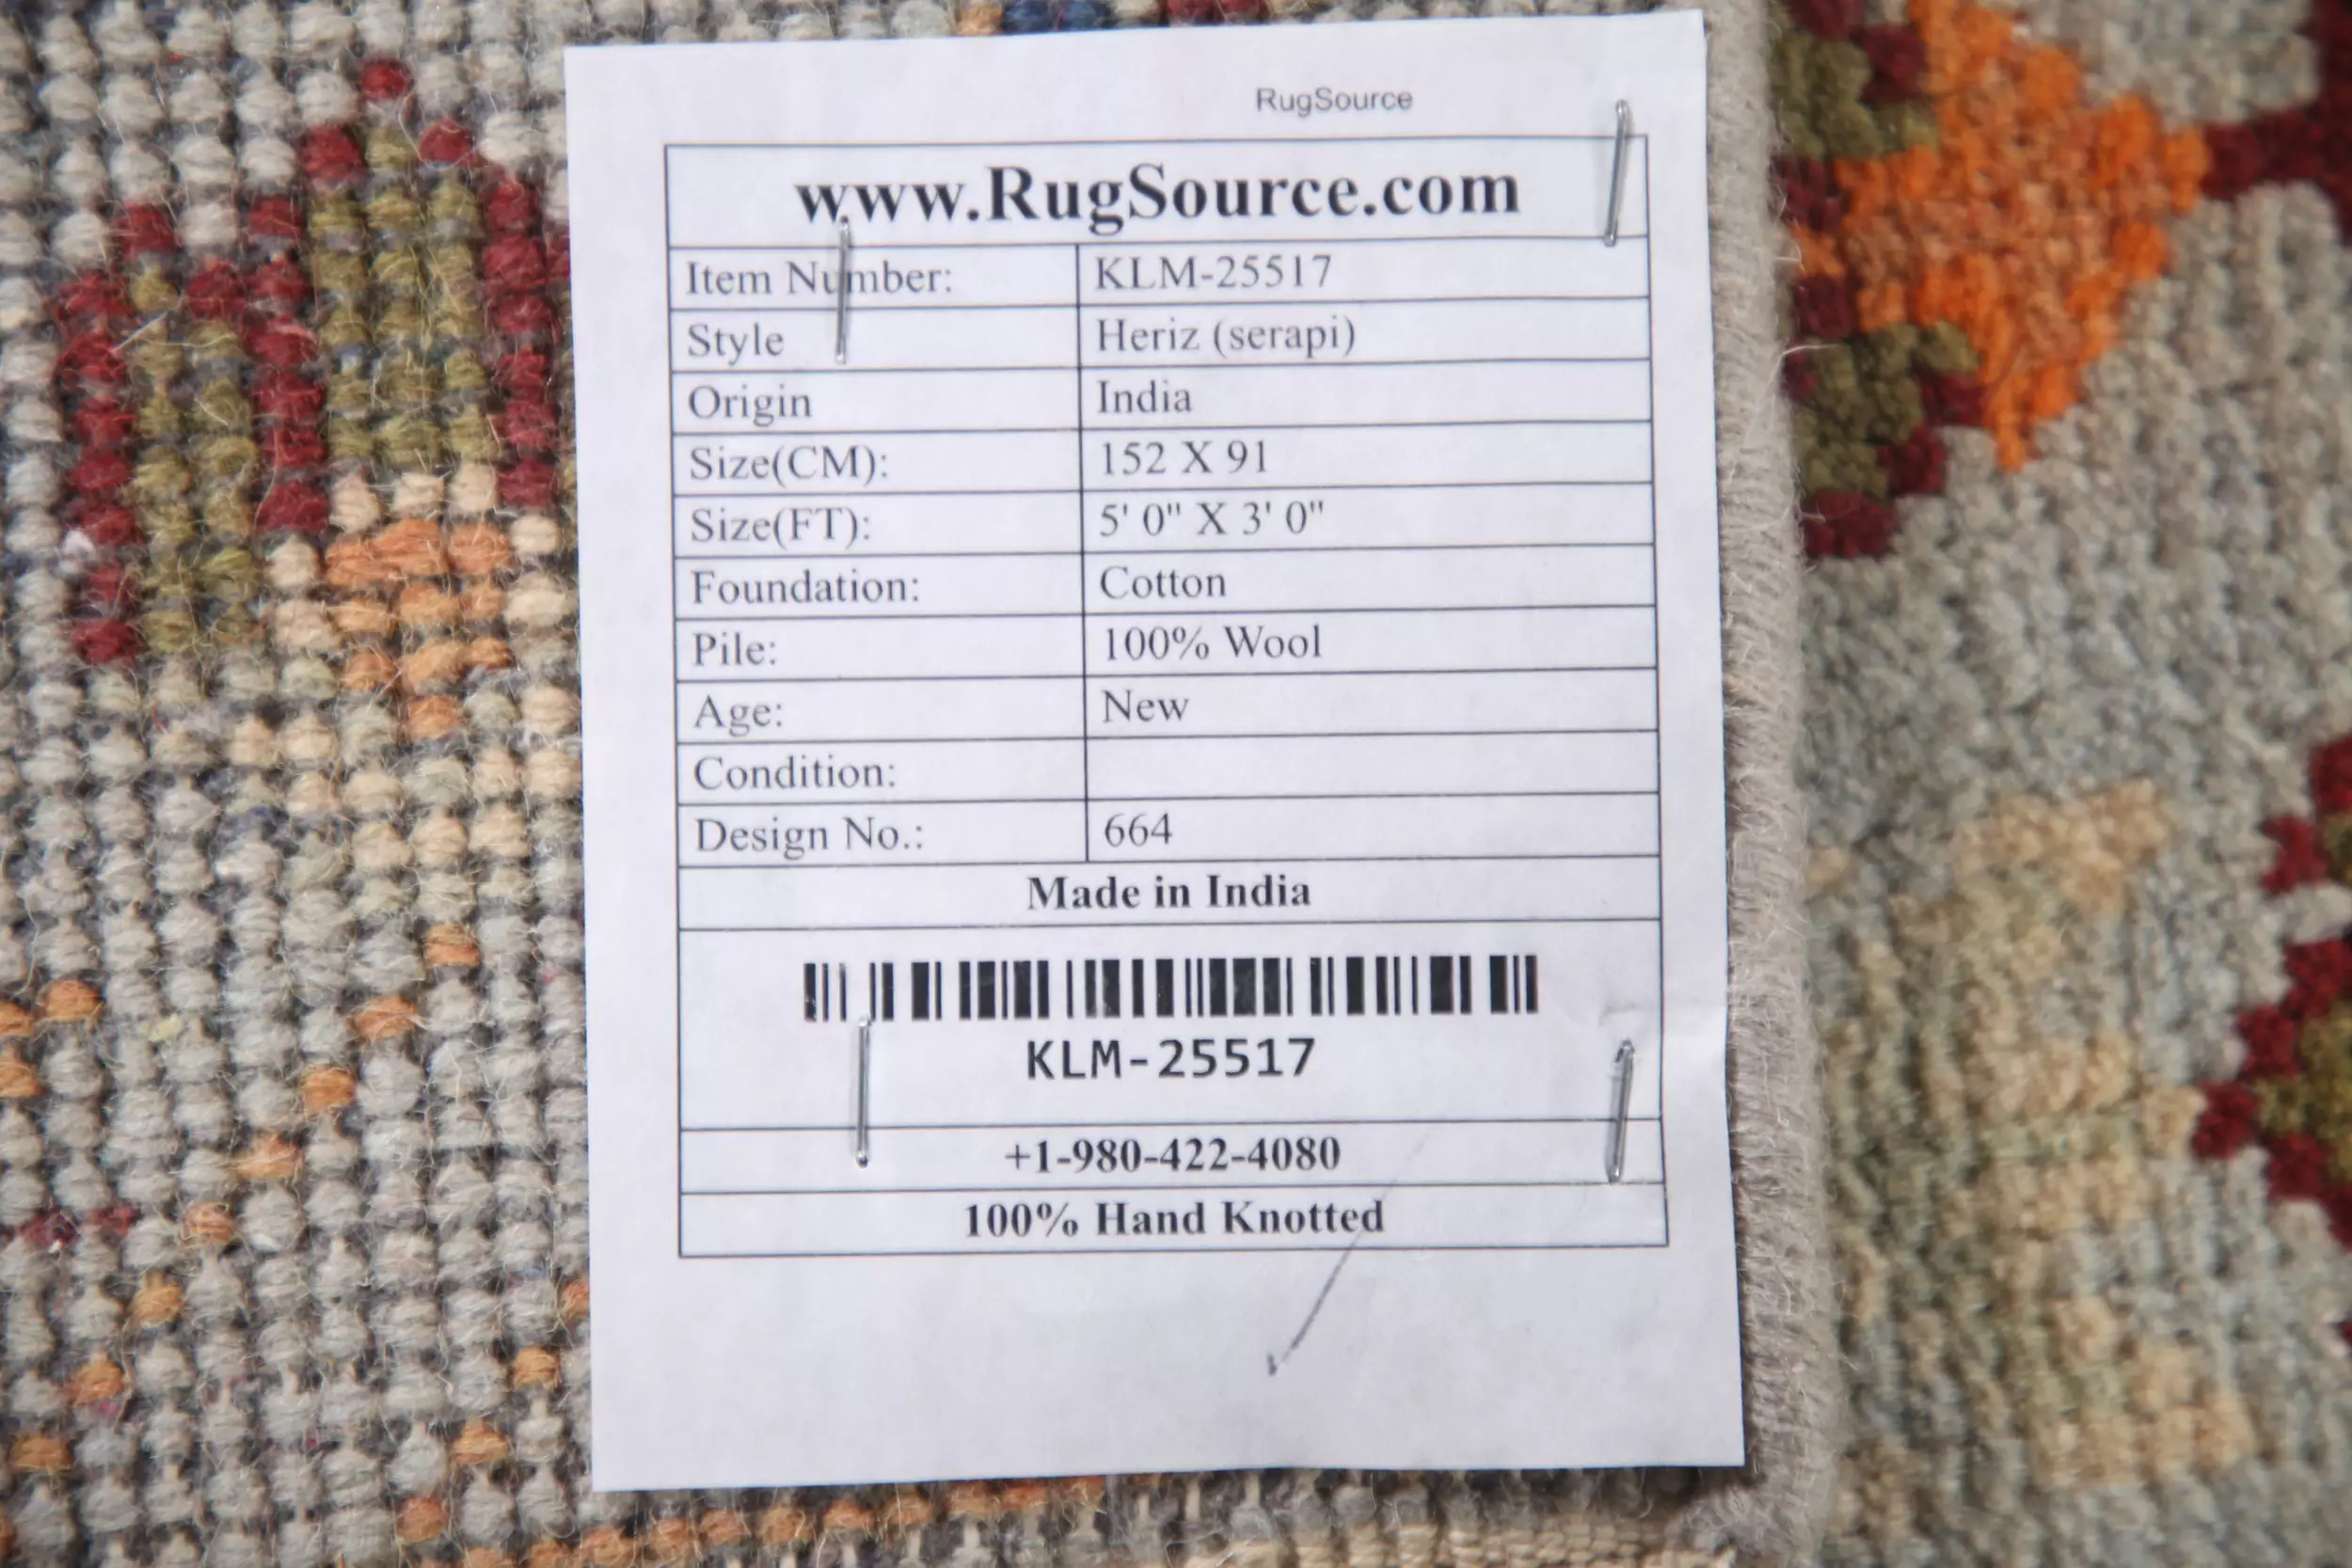 RugSource
www.RugSource.com
Item Number: KLM-25517
Style Heriz (serapi)
Origin India
Size(CM): 152 X 91
Size(FT): 5' 0" X 3' 0"
Foundation: Cotton
Pile: 100% Wool
Age: New
Condition:
Design No.: 664
Made in India
KLM-25517
+1-980-422-4080
100% Hand Knotted